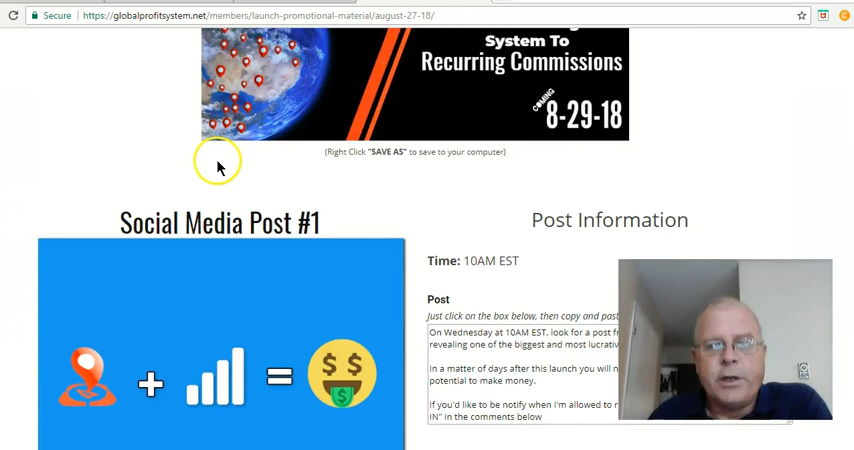 Secure
https://globalprofitsystem.net/members/launch-promotional-material/august-27-18/
System To
Recurring Commissions
COMING
8-29-18
(Right Click "SAVE AS" to save to your computer)
Social Media Post #1
Post Information
Time: 10AM EST
Post
Just click on the box below, then copy and past
On Wednesday at 10AM EST, look for a post f
revealing one of the biggest and most lucrativ
In a matter of days after this launch you will n
potential to make money.
If you'd like to be notify when I'm allowed to r
IN" in the comments below